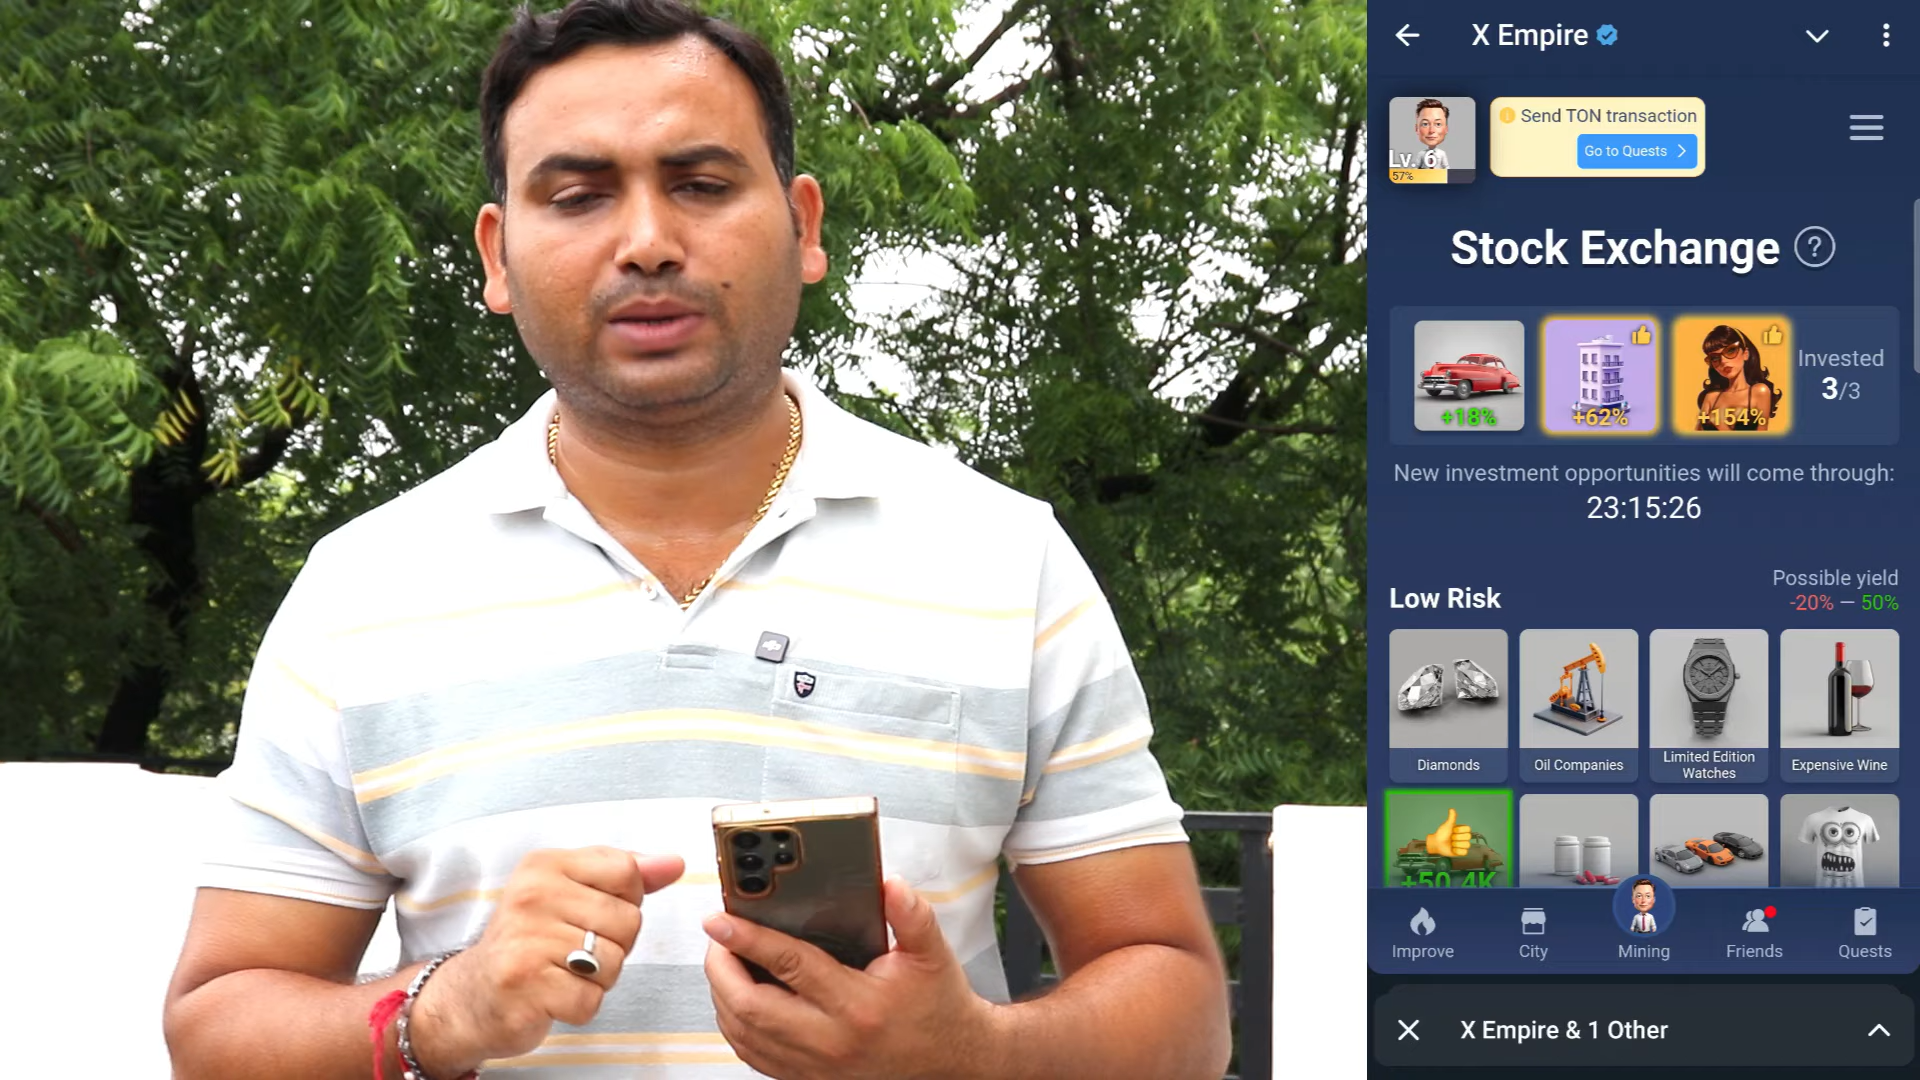 X Empire
Send TON transaction
Go to Quests
Lv. 6
57%
Stock Exchange ?
+18%
+62%
+154%
Invested
3/3
New investment opportunities will come through:
23:15:26
Low Risk
Possible yield
-20% — 50%
Diamonds
Oil Companies
Limited Edition
Watches
Expensive Wine
+50.4K
Improve
City
Mining
Friends
Quests
X Empire & 1 Other